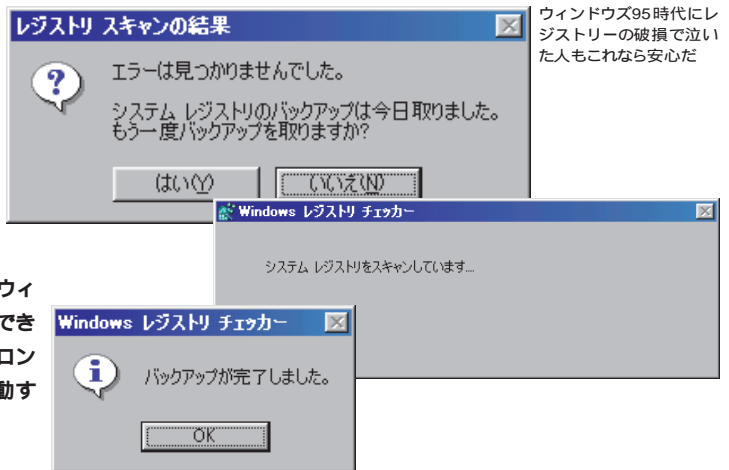 レジストリ スキャンの結果
エラーは見つかりませんでした。
システム レジストリのバックアップは今日取りました。
もう一度バックアップを取りますか?
はい(Y)
いいえ(N)
ウィンドウズ95時代にレ
ジストリーの破損で泣い
た人もこれなら安心だ
Windows レジストリ チェッカー
システム レジストリをスキャンしています...
ウィ
でき
ロン
動す
Windows レジストリ チェッカー
バックアップが完了しました。
OK